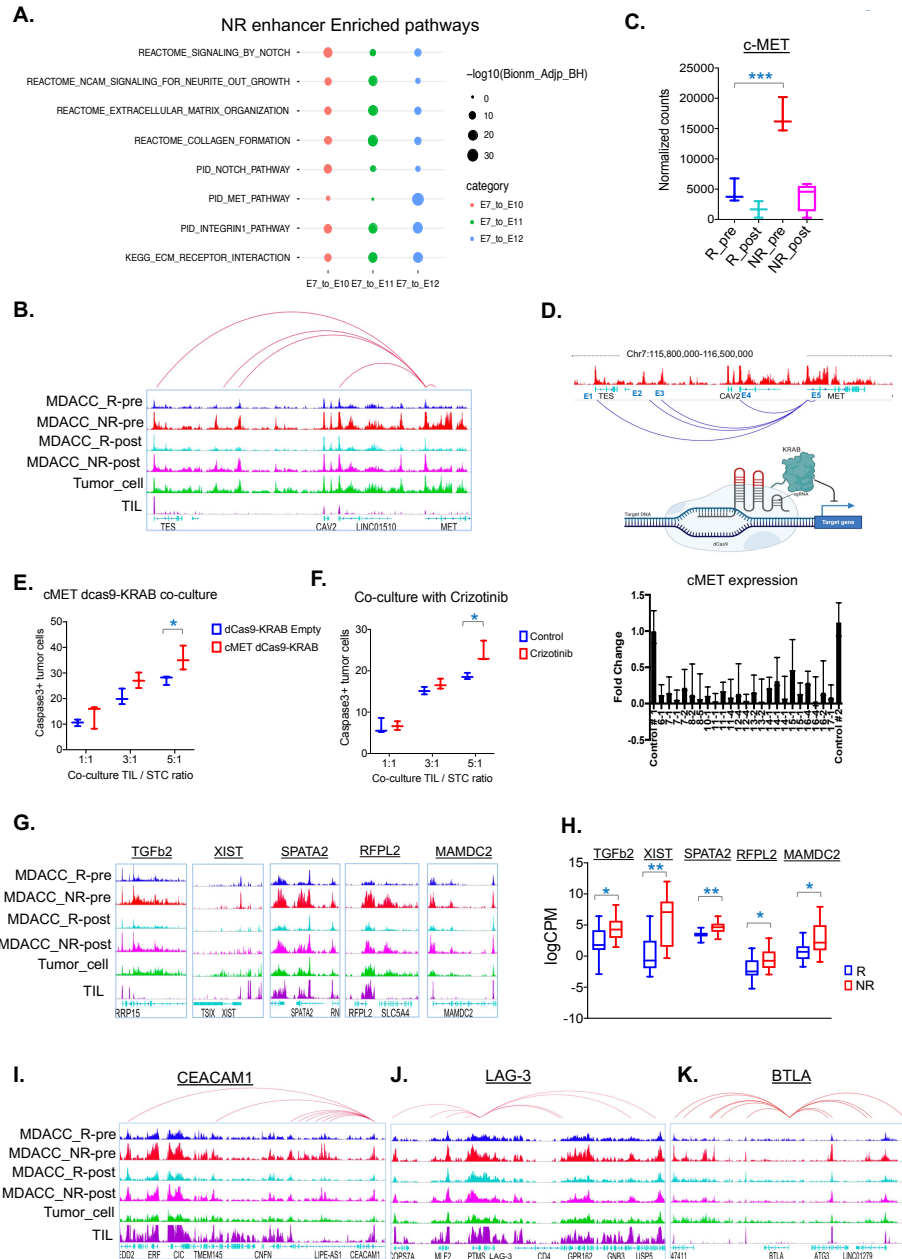 A.
NR enhancer Enriched pathways
REACTOME_SIGNALING_BY_NOTCH
REACTOME_NCAM_SIGNALING_FOR_NEURITE_OUT_GROWTH
REACTOME_EXTRACELLULAR_MATRIX_ORGANIZATION
REACTOME_COLLAGEN_FORMATION
PID_NOTCH_PATHWAY
PID_MET_PATHWAY
PID_INTEGRIN1_PATHWAY
KEGG_ECM_RECEPTOR_INTERACTION
E7_to_E10 E7_to_E11 E7_to_E12
−log10(Bionm_Adjp_BH)
0
10
20
30
category
E7_to_E10
E7_to_E11
E7_to_E12
C.
c-MET
***
Normalized counts
25000
20000
15000
10000
5000
0
R_pre
R_post
NR_pre
NR_post
B.
MDACC_R-pre
MDACC_NR-pre
MDACC_R-post
MDACC_NR-post
Tumor_cell
TIL
TES CAV2 LINC01510 MET
D.
Chr7:115,800,000-116,500,000
E1 TES E2 E3 CAV2 E4 E5 MET
KRAB
sgRNA
Target DNA
dCas9
Target gene
cMET expression
Fold Change
1.5
1.0
0.5
0.0
-0.5
Control # 1
Control #2
E.
cMET dcas9-KRAB co-culture
Caspase3+ tumor cells
50
40
30
20
10
0
*
1:1 3:1 5:1
Co-culture TIL / STC ratio
dCas9-KRAB Empty
cMET dCas9-KRAB
F.
Co-culture with Crizotinib
Caspase3+ tumor cells
30
20
10
0
*
1:1 3:1 5:1
Co-culture TIL / STC ratio
Control
Crizotinib
G.
TGFb2 XIST SPATA2 RFPL2 MAMDC2
MDACC_R-pre
MDACC_NR-pre
MDACC_R-post
MDACC_NR-post
Tumor_cell
TIL
RRP15 TSIX XIST SPATA2 RN RFPL2 SLC5A4 MAMDC2
H.
TGFb2 XIST SPATA2 RFPL2 MAMDC2
* ** ** * *
logCPM
15
10
5
0
-5
-10
R
NR
I.
CEACAM1
MDACC_R-pre
MDACC_NR-pre
MDACC_R-post
MDACC_NR-post
Tumor_cell
TIL
EDD2 ERF CIC TMEM145 CNFN LIPE-AS1 CEACAM1
J.
LAG-3
COPS7A MLF2 PTMS LAG-3 CD4 GPR162 GNR3 USP5
K.
BTLA
47411 BTLA ATG3 LINC01279